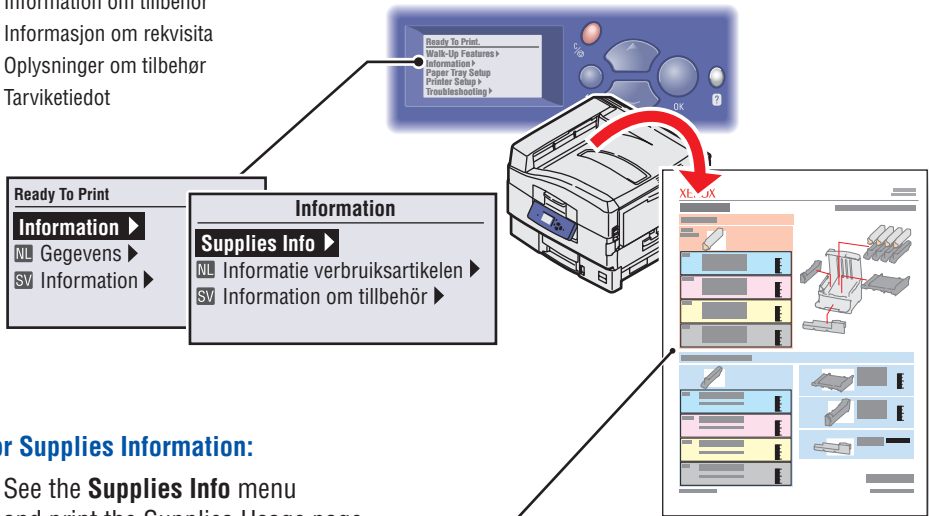 Information om tillbehör
Informasjon om rekvisita
Oplysninger om tilbehør
Tarviketiedot
Ready To Print.
Walk-Up Features
Information
Paper Tray Setup
Printer Setup
Troubleshooting
OK
?
Ready To Print
Information
NL Gegevens
SV Information
Information
Supplies Info
NL Informatie verbruiksartikelen
SV Information om tillbehör
XEROX
or Supplies Information:
See the Supplies Info menu
and print the Supplies Usage page